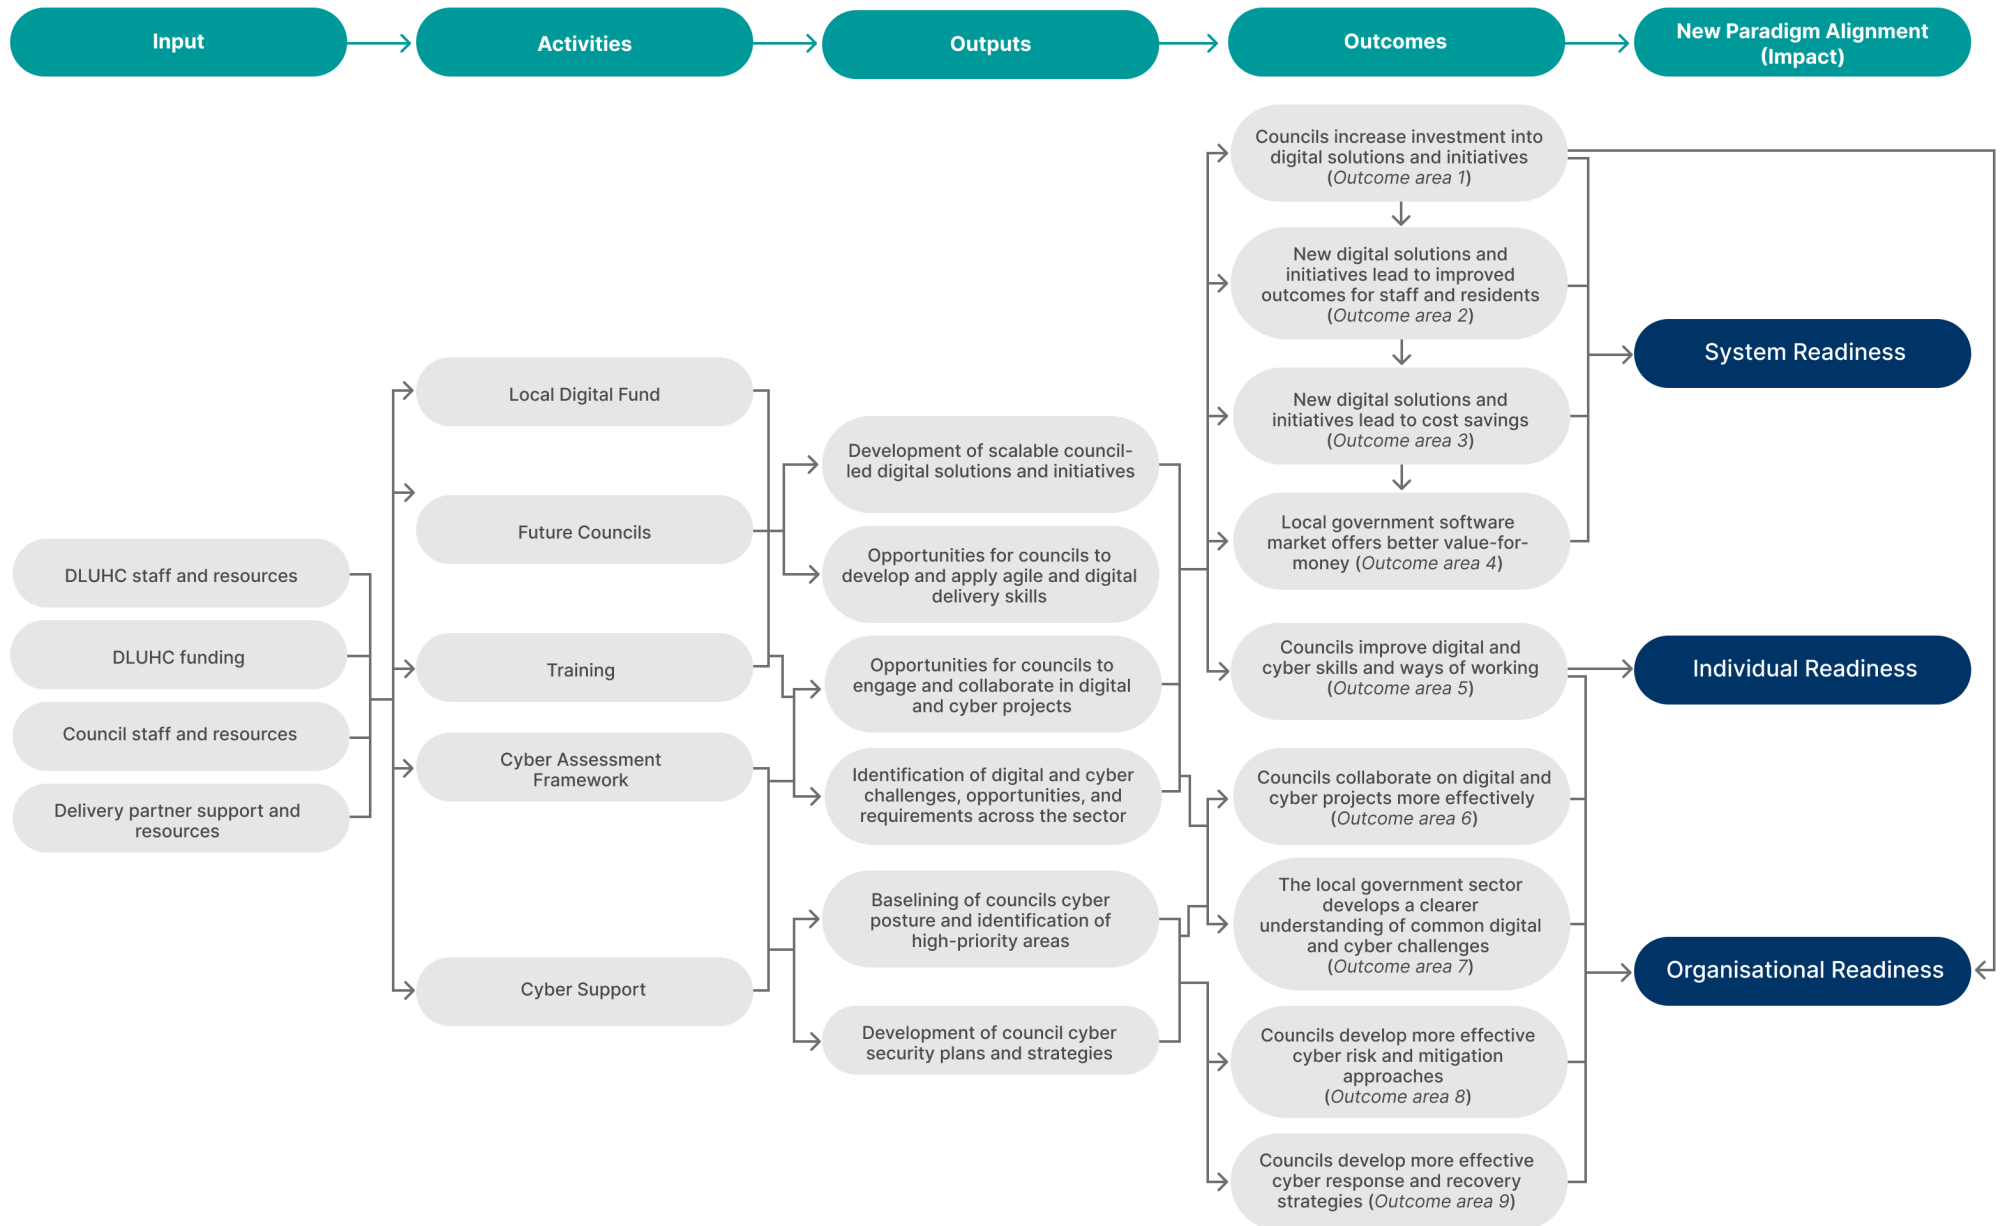 Input
Activities
Outputs
Outcomes
New Paradigm Alignment
(Impact)
DLUHC staff and resources
DLUHC funding
Council staff and resources
Delivery partner support and
resources
Local Digital Fund
Future Councils
Training
Cyber Assessment
Framework
Cyber Support
Development of scalable council-
led digital solutions and initiatives
Opportunities for councils to
develop and apply agile and digital
delivery skills
Opportunities for councils to
engage and collaborate in digital
and cyber projects
Identification of digital and cyber
challenges, opportunities, and
requirements across the sector
Baselining of councils cyber
posture and identification of
high-priority areas
Development of council cyber
security plans and strategies
Councils increase investment into
digital solutions and initiatives
(Outcome area 1)
New digital solutions and
initiatives lead to improved
outcomes for staff and residents
(Outcome area 2)
New digital solutions and
initiatives lead to cost savings
(Outcome area 3)
Local government software
market offers better value-for-
money (Outcome area 4)
Councils improve digital and
cyber skills and ways of working
(Outcome area 5)
Councils collaborate on digital and
cyber projects more effectively
(Outcome area 6)
The local government sector
develops a clearer
understanding of common digital
and cyber challenges
(Outcome area 7)
Councils develop more effective
cyber risk and mitigation
approaches
(Outcome area 8)
Councils develop more effective
cyber response and recovery
strategies (Outcome area 9)
System Readiness
Individual Readiness
Organisational Readiness